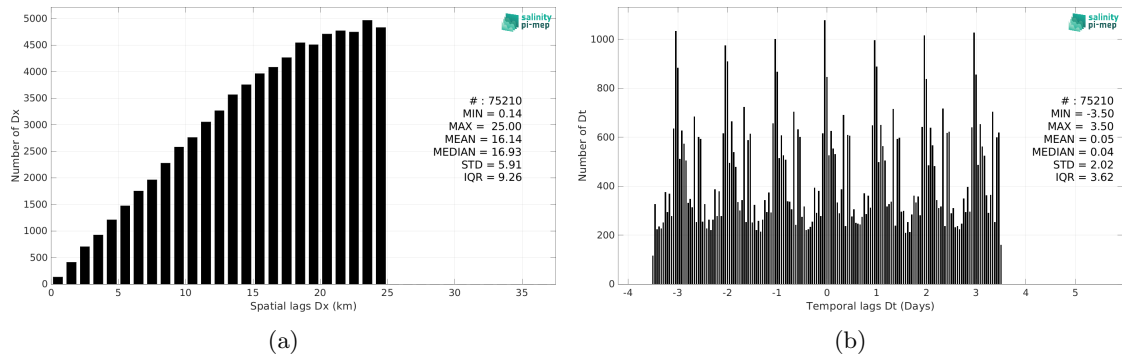 5000
4500
4000
3500
3000
2500
2000
1500
1000
500
0
Number of Dx
0 5 10 15 20 25 30 35
Spatial lags Dx (km)
salinity
pi-mep
# : 75210
MIN = 0.14
MAX = 25.00
MEAN = 16.14
MEDIAN = 16.93
STD = 5.91
IQR = 9.26
(a)
1000
800
600
400
200
0
Number of Dt
-4 -3 -2 -1 0 1 2 3 4 5
Temporal lags Dt (Days)
salinity
pi-mep
# : 75210
MIN = -3.50
MAX = 3.50
MEAN = 0.05
MEDIAN = 0.04
STD = 2.02
IQR = 3.62
(b)